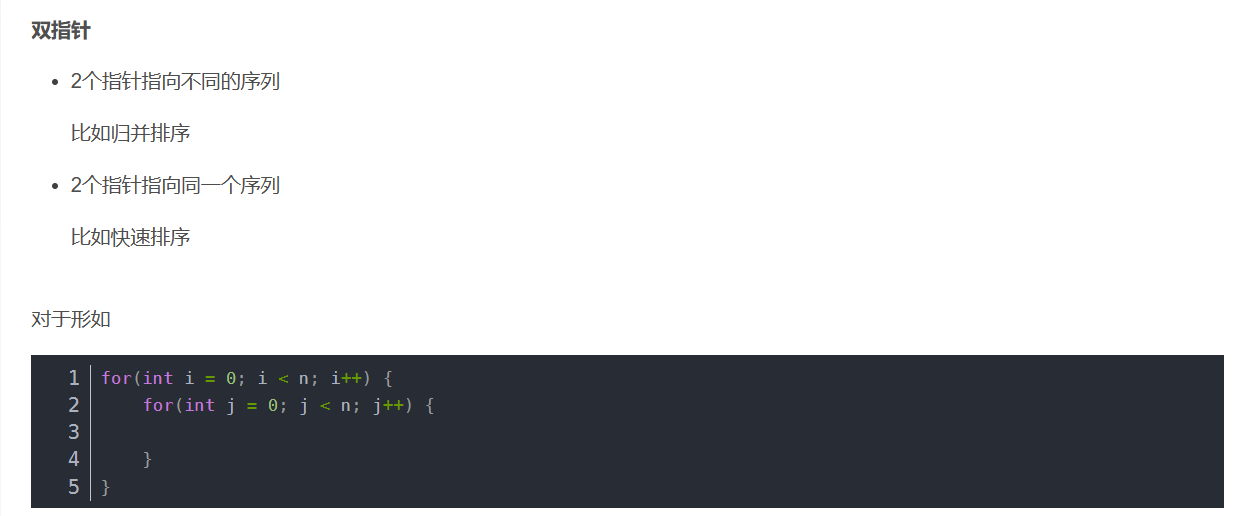 双指针
2个指针指向不同的序列
比如归并排序
2个指针指向同一个序列
比如快速排序
对于形如
1 for(int i = 0; i < n; i++) {
2     for(int j = 0; j < n; j++) {
3
4     }
5 }